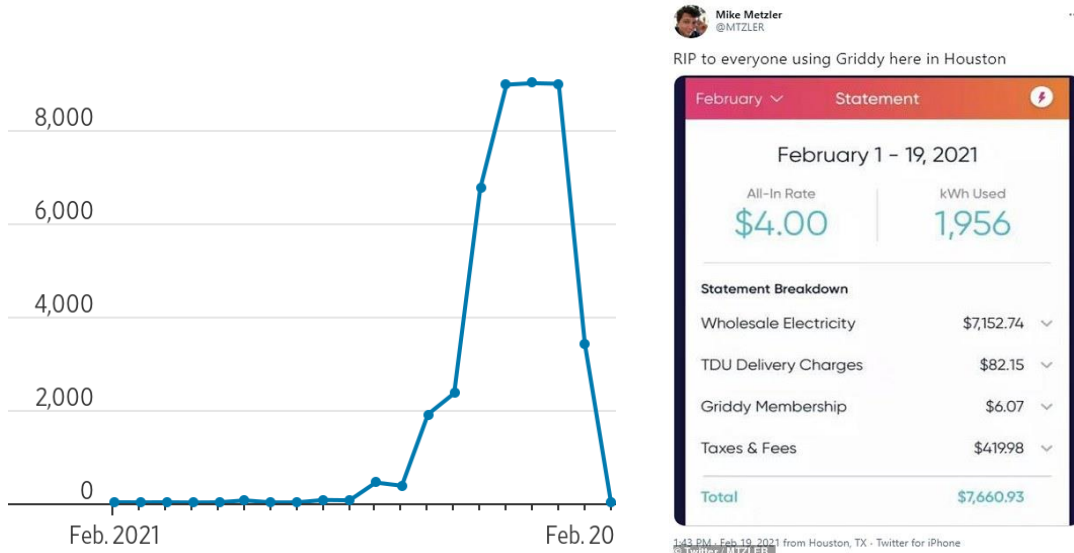 8,000
6,000
4,000
2,000
0
Feb. 2021
Feb. 20
Mike Metzler
@MTZLER
RIP to everyone using Griddy here in Houston
February
Statement
February 1 - 19, 2021
All-In Rate
kWh Used
$4.00
1,956
Statement Breakdown
Wholesale Electricity $7,152.74
TDU Delivery Charges $82.15
Griddy Membership $6.07
Taxes & Fees $419.98
Total $7,660.93
1:43 PM · Feb 19, 2021 from Houston, TX · Twitter for iPhone
© Twitter / MTZLER